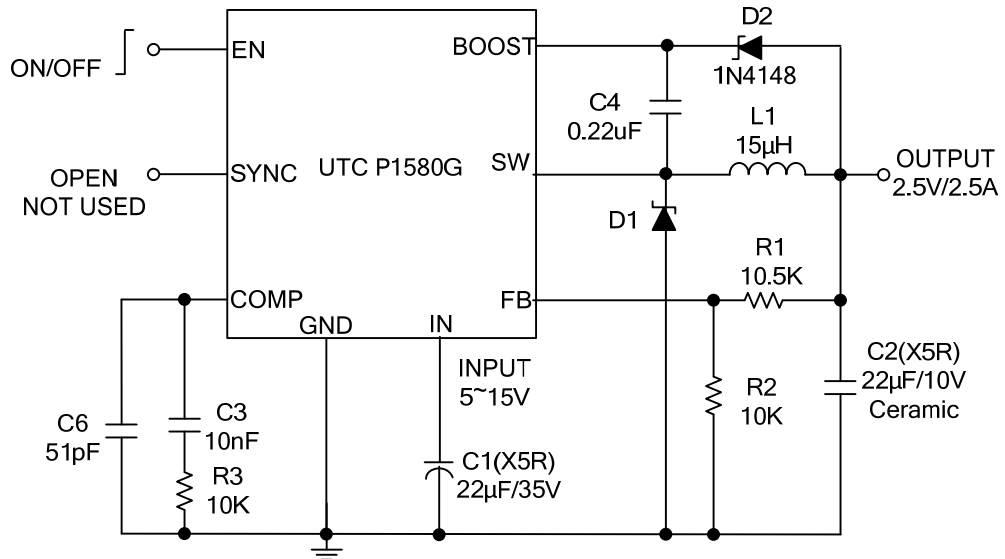 D2
EN
BOOST
1N4148
ON/OFF
C4
0.22uF
L1
15µH
UTC P1580G
SYNC
SW
OPEN
NOT USED
OUTPUT
2.5V/2.5A
D1
R1
10.5K
COMP
FB
GND
IN
INPUT
5~15V
C2(X5R)
22µF/10V
Ceramic
R2
10K
C6
51pF
C3
10nF
R3
10K
C1(X5R)
22µF/35V